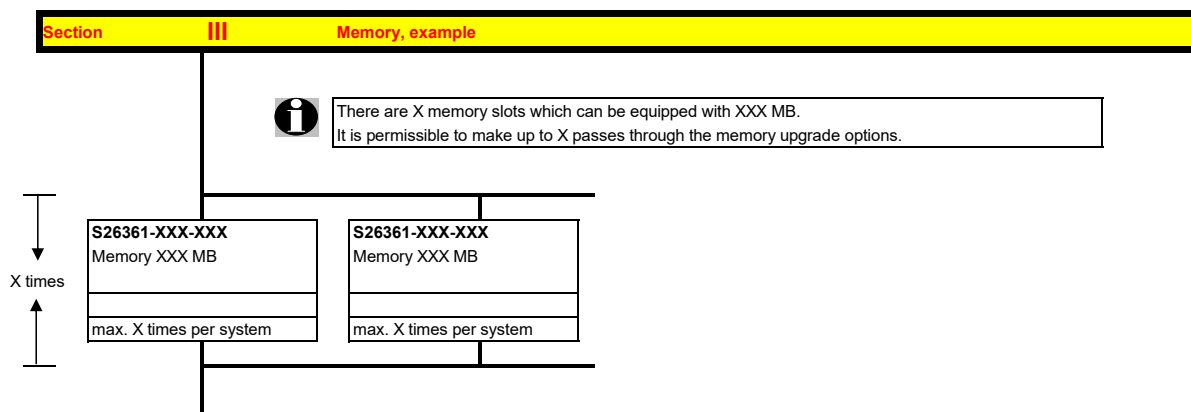 Section III Memory, example
There are X memory slots which can be equipped with XXX MB.
It is permissible to make up to X passes through the memory upgrade options.
S26361-XXX-XXX
Memory XXX MB
max. X times per system
S26361-XXX-XXX
Memory XXX MB
max. X times per system
X times